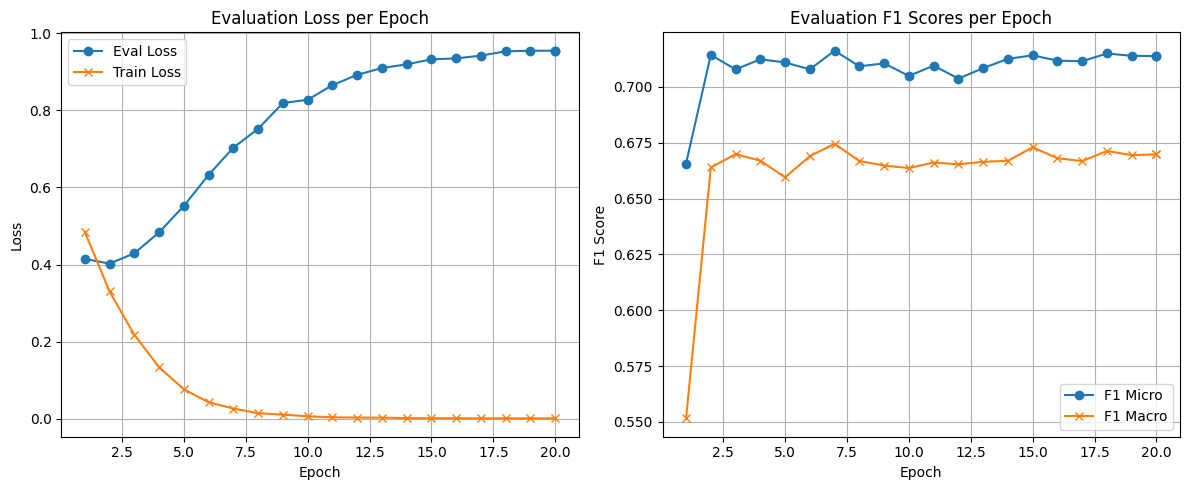 Evaluation Loss per Epoch
Eval Loss
Train Loss
1.0
0.8
0.6
0.4
0.2
0.0
Loss
2.5 5.0 7.5 10.0 12.5 15.0 17.5 20.0
Epoch
Evaluation F1 Scores per Epoch
0.700
0.675
0.650
0.625
0.600
0.575
0.550
F1 Score
F1 Micro
F1 Macro
2.5 5.0 7.5 10.0 12.5 15.0 17.5 20.0
Epoch